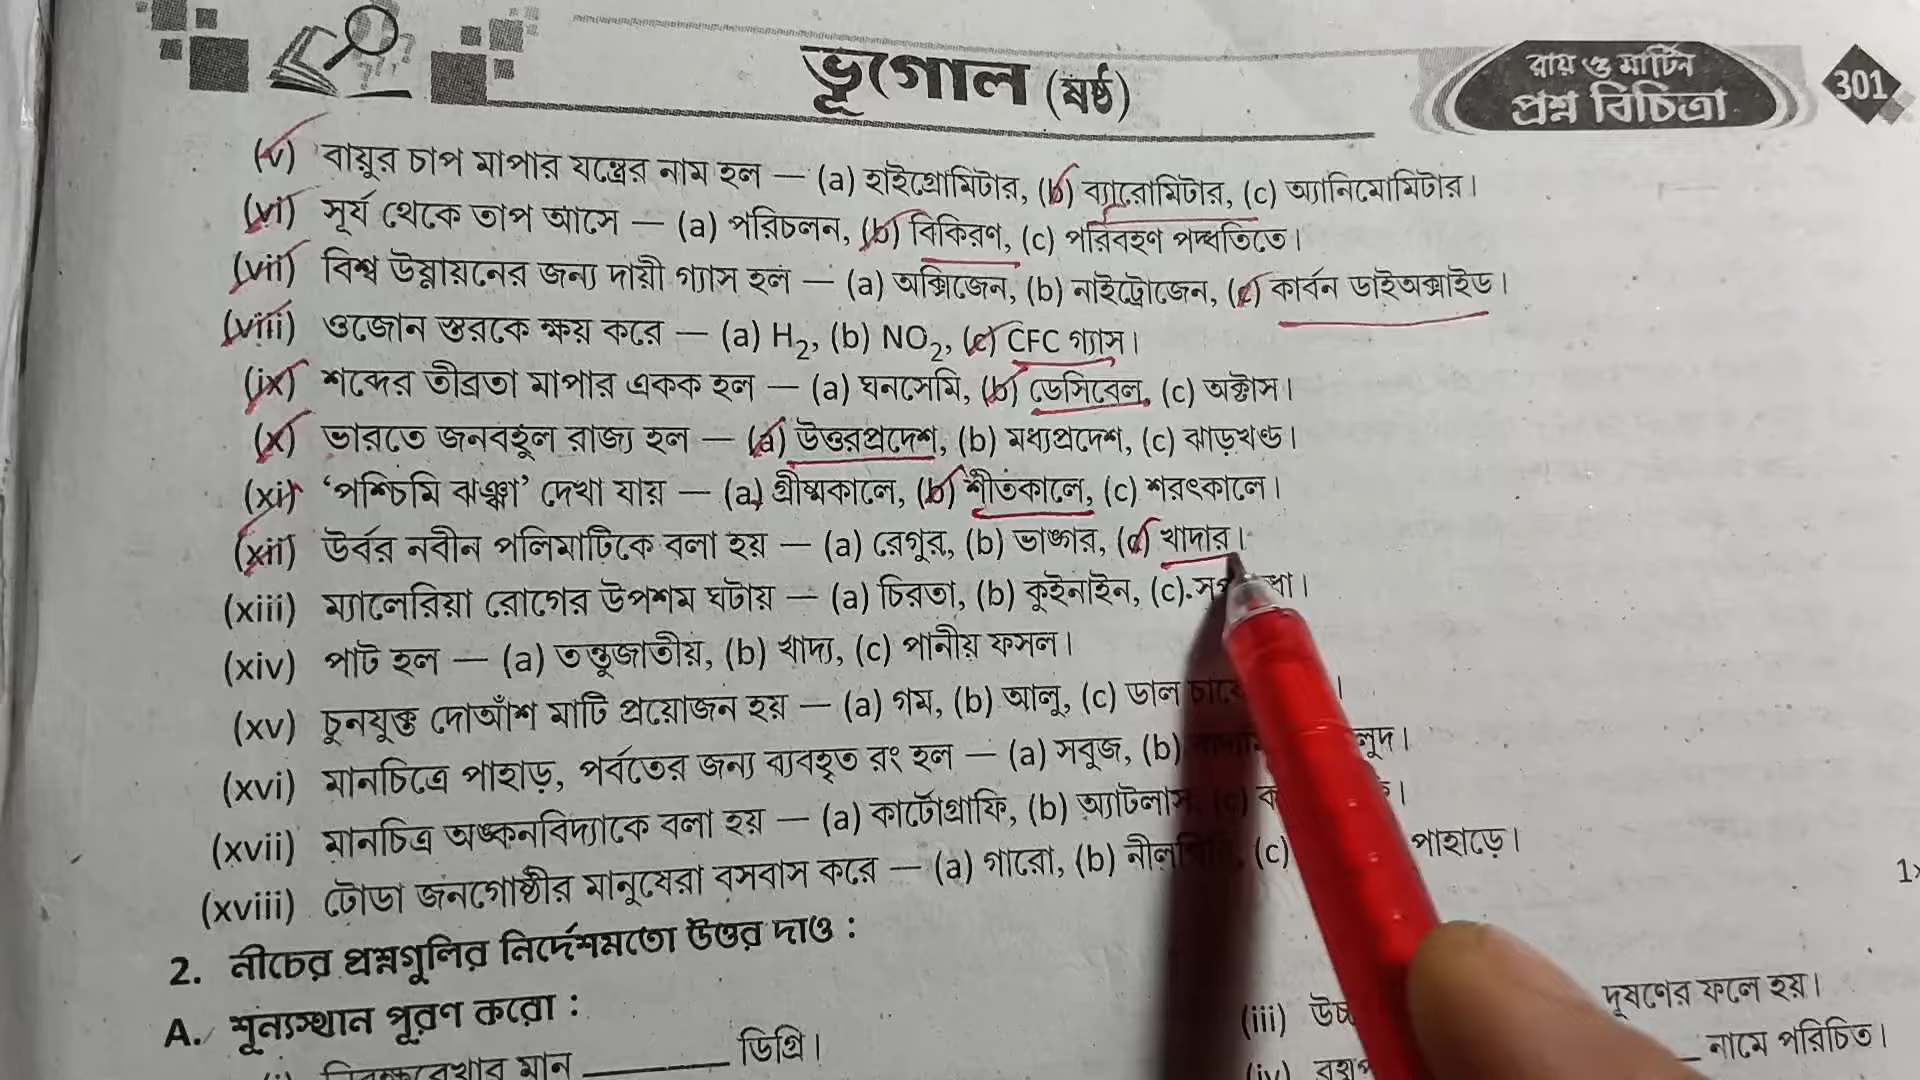 ভূগোল (ষষ্ঠ)
রায় ও মার্টিন
প্রশ্ন বিচিত্রা
301
(v) বায়ুর চাপ মাপার যন্ত্রের নাম হল — (a) হাইগ্রোমিটার, (b) ব্যারোমিটার, (c) অ্যানিমোমিটার।
(vi) সূর্য থেকে তাপ আসে — (a) পরিচলন, (b) বিকিরণ, (c) পরিবহণ পদ্ধতিতে।
(vii) বিশ্ব উষ্ণায়নের জন্য দায়ী গ্যাস হল — (a) অক্সিজেন, (b) নাইট্রোজেন, (c) কার্বন ডাইঅক্সাইড।
(viii) ওজোন স্তরকে ক্ষয় করে — (a) H₂, (b) NO₂, (c) CFC গ্যাস।
(ix) শব্দের তীব্রতা মাপার একক হল — (a) ঘনসেমি, (b) ডেসিবেল, (c) অক্টাস।
(x) ভারতে জনবহুল রাজ্য হল — (a) উত্তরপ্রদেশ, (b) মধ্যপ্রদেশ, (c) ঝাড়খণ্ড।
(xi) ‘পশ্চিমি ঝঞ্ঝা’ দেখা যায় — (a) গ্রীষ্মকালে, (b) শীতকালে, (c) শরৎকালে।
(xii) উর্বর নবীন পলিমাটিকে বলা হয় — (a) রেগুর, (b) ভাঙ্গার, (c) খাদার।
(xiii) ম্যালেরিয়া রোগের উপশম ঘটায় — (a) চিরতা, (b) কুইনাইন, (c)
(xiv) পাট হল — (a) তন্তুজাতীয়, (b) খাদ্য, (c) পানীয় ফসল।
(xv) চুনযুক্ত দোআঁশ মাটি প্রয়োজন হয় — (a) গম, (b) আলু, (c) ডাল
(xvi) মানচিত্রে পাহাড়, পর্বতের জন্য ব্যবহৃত রং হল — (a) সবুজ, (b)
(xvii) মানচিত্র অঙ্কনবিদ্যাকে বলা হয় — (a) কার্টোগ্রাফি, (b) অ্যাটলাস, (c)
(xviii) টোডা জনগোষ্ঠীর মানুষেরা বসবাস করে — (a) গারো, (b) নীলগিরি, (c) পাহাড়ে।
2. নীচের প্রশ্নগুলির নির্দেশমতো উত্তর দাও :
A. শূন্যস্থান পূরণ করো :
মান ______ ডিগ্রি।
(iii) দূষণের ফলে হয়।
(iv) নামে পরিচিত।